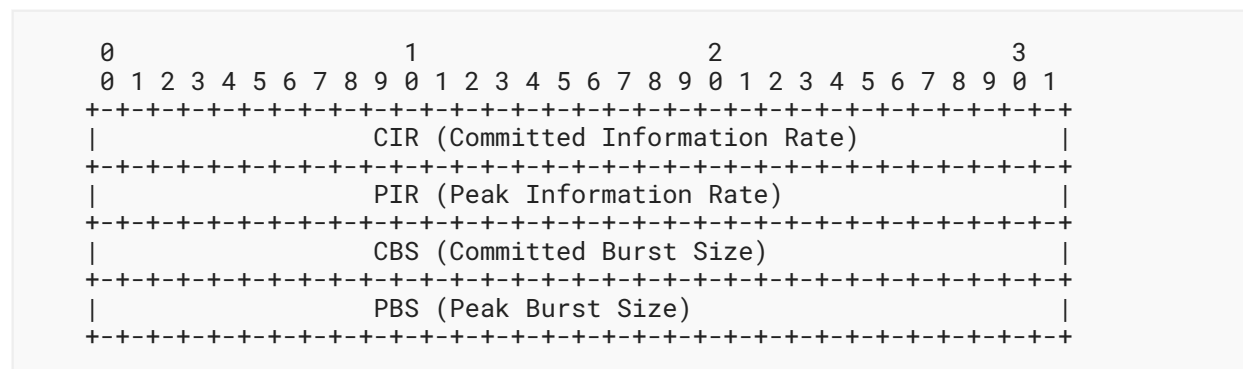 0                   1                   2                   3
0 1 2 3 4 5 6 7 8 9 0 1 2 3 4 5 6 7 8 9 0 1 2 3 4 5 6 7 8 9 0 1
+-+-+-+-+-+-+-+-+-+-+-+-+-+-+-+-+-+-+-+-+-+-+-+-+-+-+-+-+-+-+-+-+
|                  CIR (Committed Information Rate)             |
+-+-+-+-+-+-+-+-+-+-+-+-+-+-+-+-+-+-+-+-+-+-+-+-+-+-+-+-+-+-+-+-+
|                  PIR (Peak Information Rate)                  |
+-+-+-+-+-+-+-+-+-+-+-+-+-+-+-+-+-+-+-+-+-+-+-+-+-+-+-+-+-+-+-+-+
|                  CBS (Committed Burst Size)                   |
+-+-+-+-+-+-+-+-+-+-+-+-+-+-+-+-+-+-+-+-+-+-+-+-+-+-+-+-+-+-+-+-+
|                  PBS (Peak Burst Size)                        |
+-+-+-+-+-+-+-+-+-+-+-+-+-+-+-+-+-+-+-+-+-+-+-+-+-+-+-+-+-+-+-+-+